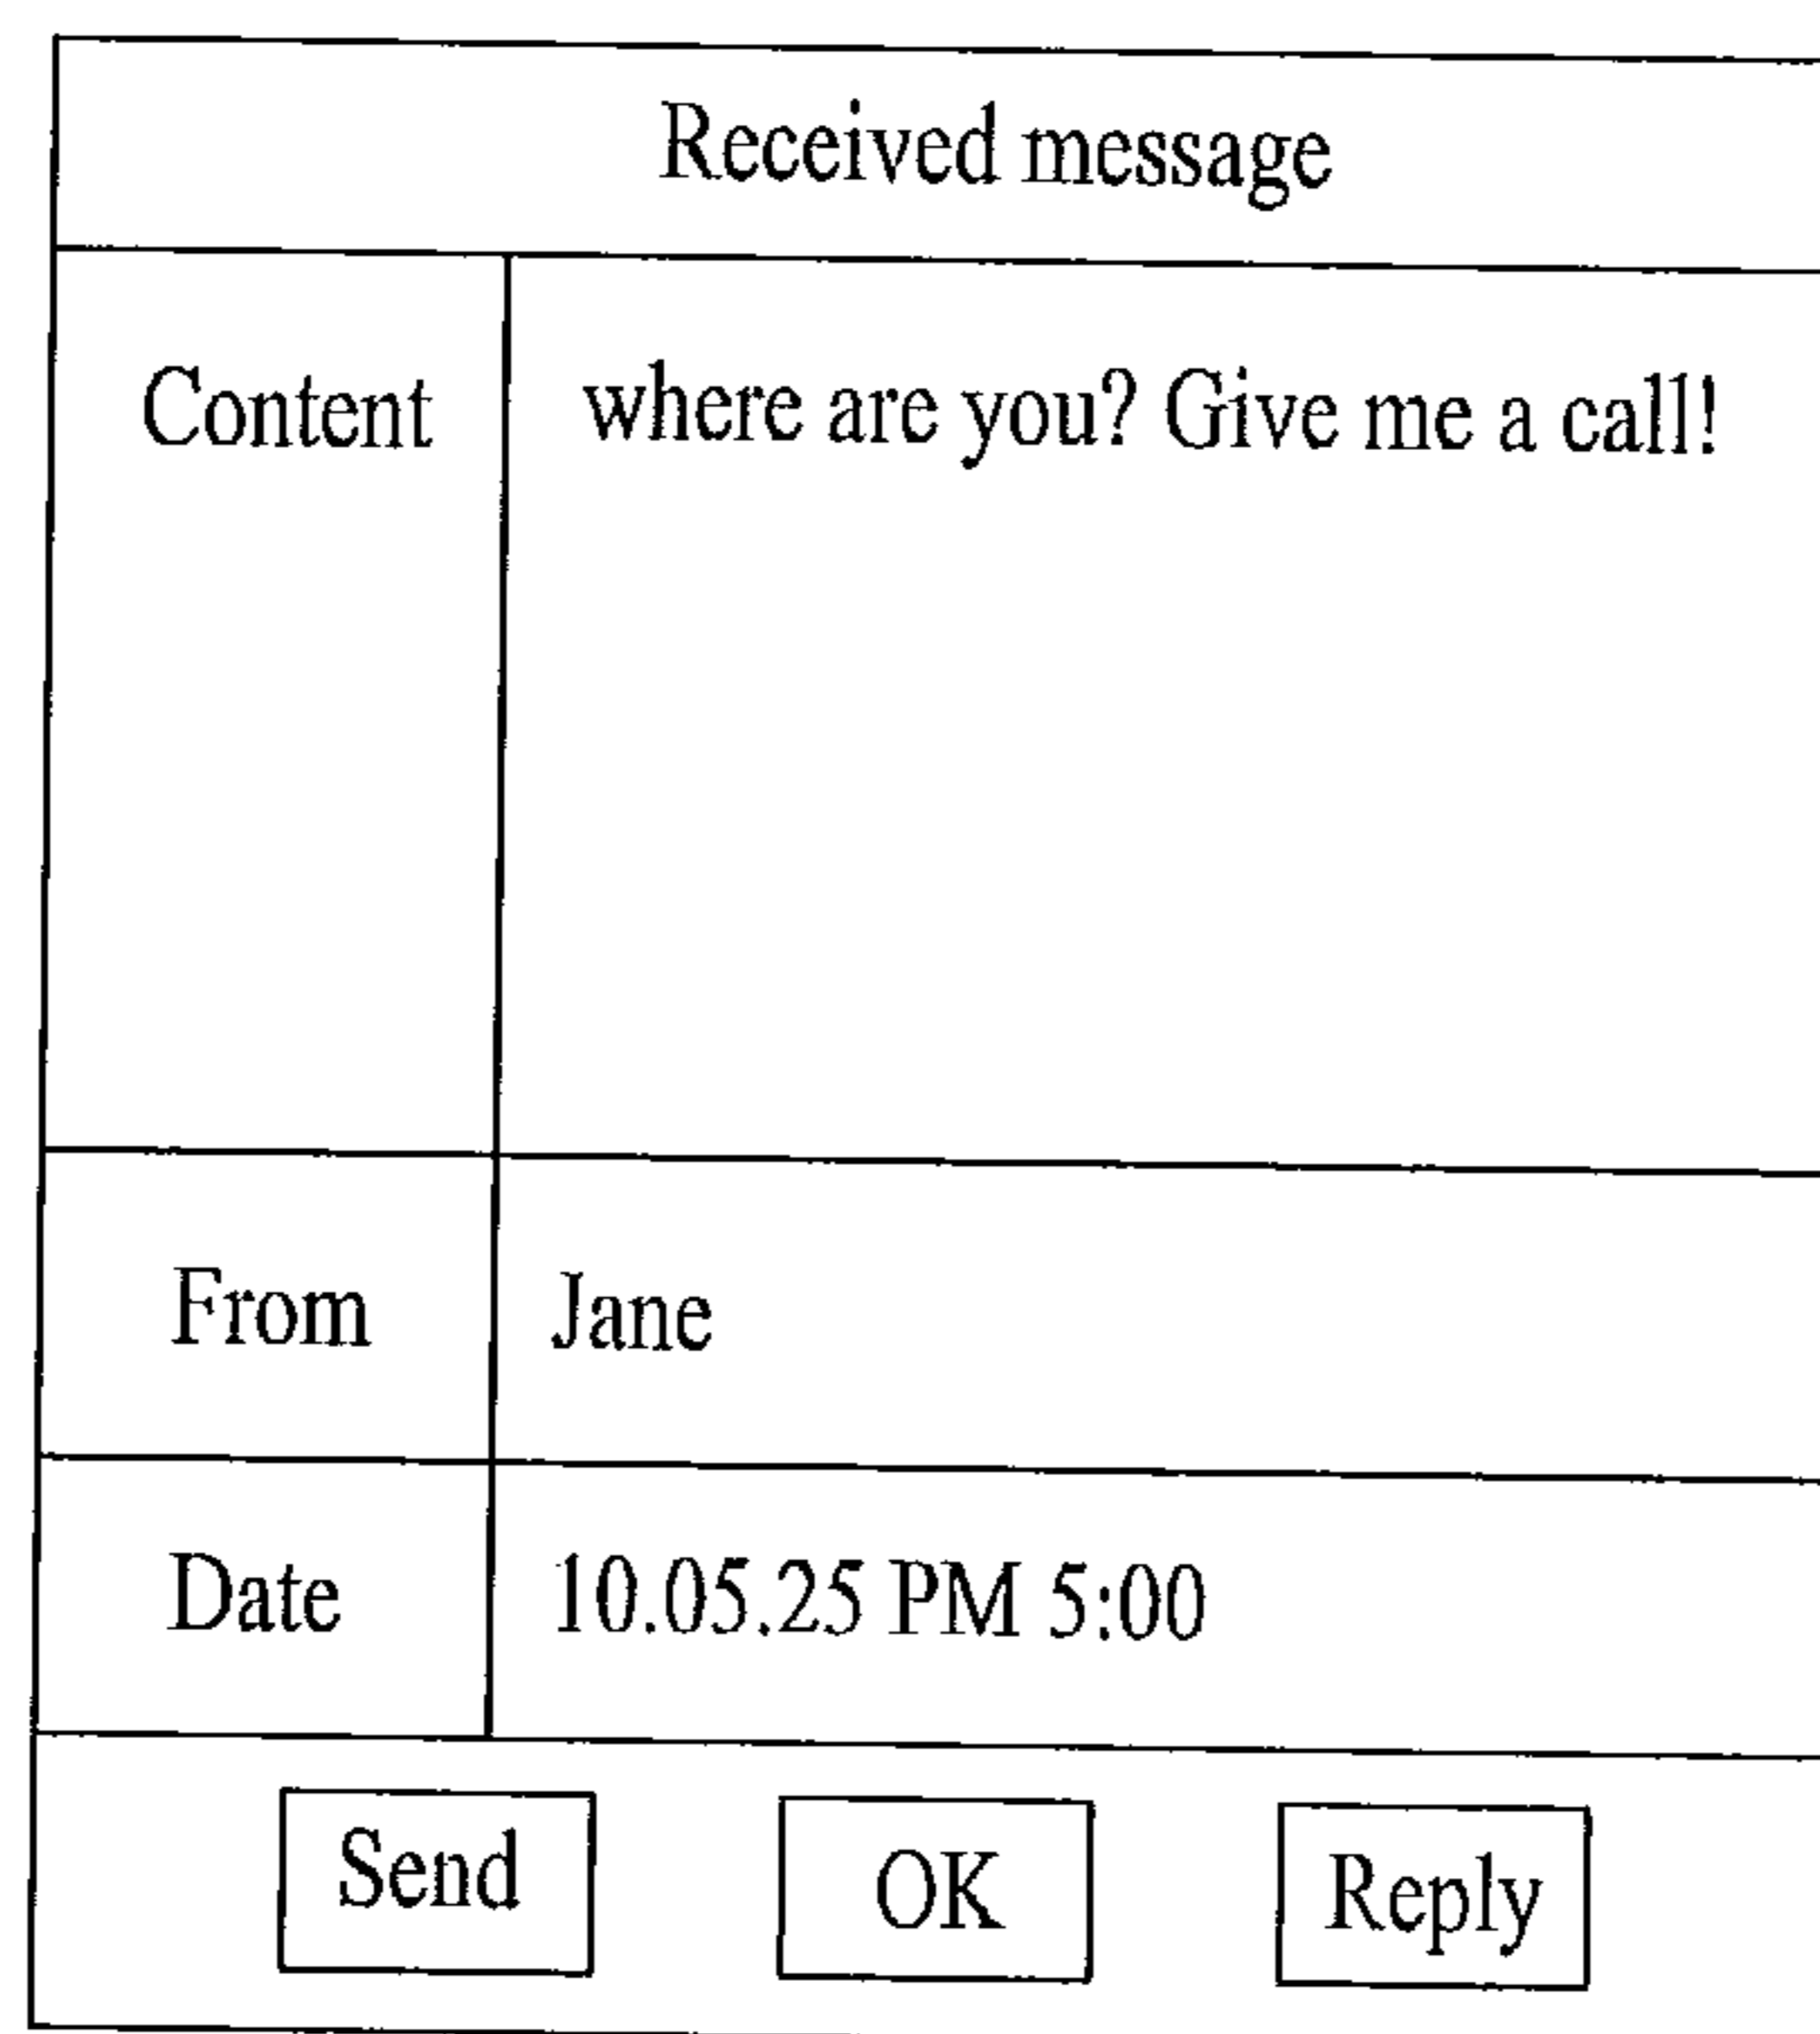 Received message
Content where are you? Give me a call!
From Jane
Date 10.05.25 PM 5:00
Send OK Reply